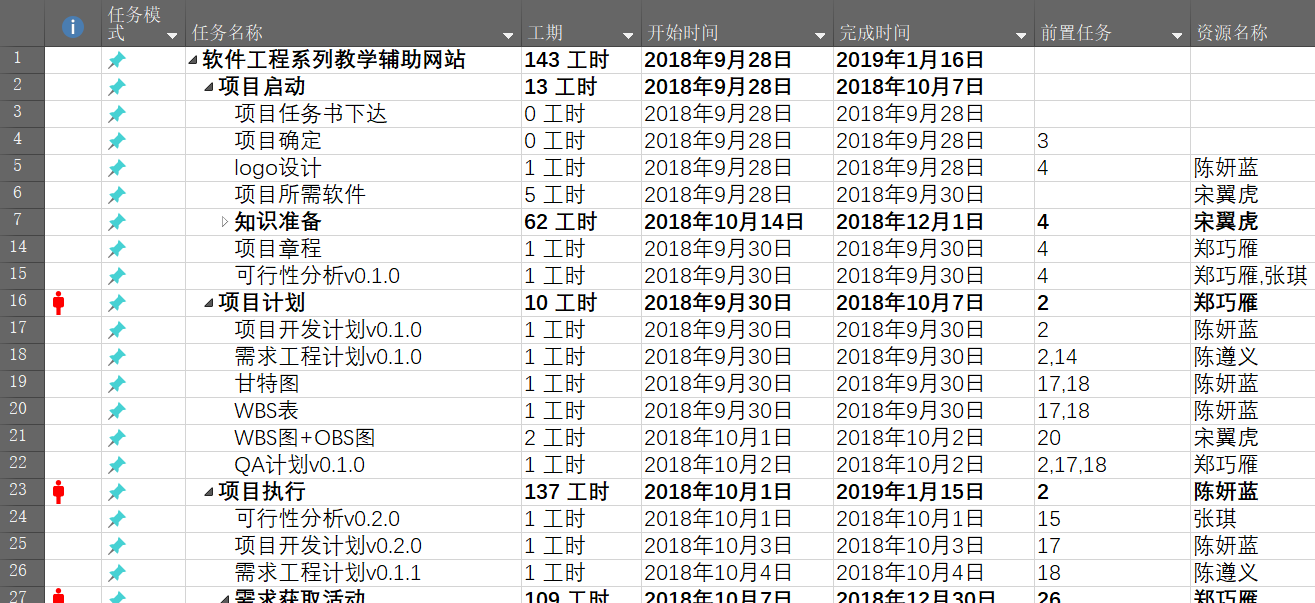 任务模式 任务名称 工期 开始时间 完成时间 前置任务 资源名称
1 软件工程系列教学辅助网站 143 工时 2018年9月28日 2019年1月16日
2 项目启动 13 工时 2018年9月28日 2018年10月7日
3 项目任务书下达 0 工时 2018年9月28日 2018年9月28日
4 项目确定 0 工时 2018年9月28日 2018年9月28日 3
5 logo设计 1 工时 2018年9月28日 2018年9月28日 4 陈妍蓝
6 项目所需软件 5 工时 2018年9月28日 2018年9月30日 宋翼虎
7 知识准备 62 工时 2018年10月14日 2018年12月1日 4 宋翼虎
14 项目章程 1 工时 2018年9月30日 2018年9月30日 4 郑巧雁
15 可行性分析v0.1.0 1 工时 2018年9月30日 2018年9月30日 4 郑巧雁,张琪
16 项目计划 10 工时 2018年9月30日 2018年10月7日 2 郑巧雁
17 项目开发计划v0.1.0 1 工时 2018年9月30日 2018年9月30日 2 陈妍蓝
18 需求工程计划v0.1.0 1 工时 2018年9月30日 2018年9月30日 2,14 陈遵义
19 甘特图 1 工时 2018年9月30日 2018年9月30日 17,18 陈妍蓝
20 WBS表 1 工时 2018年9月30日 2018年9月30日 17,18 陈妍蓝
21 WBS图+OBS图 2 工时 2018年10月1日 2018年10月2日 20 宋翼虎
22 QA计划v0.1.0 1 工时 2018年10月2日 2018年10月2日 2,17,18 郑巧雁
23 项目执行 137 工时 2018年10月1日 2019年1月15日 2 陈妍蓝
24 可行性分析v0.2.0 1 工时 2018年10月1日 2018年10月1日 15 张琪
25 项目开发计划v0.2.0 1 工时 2018年10月3日 2018年10月3日 17 陈妍蓝
26 需求工程计划v0.1.1 1 工时 2018年10月4日 2018年10月4日 18 陈遵义
27 需求获取活动 109 工时 2018年10月7日 2018年12月30日 26 郑巧雁